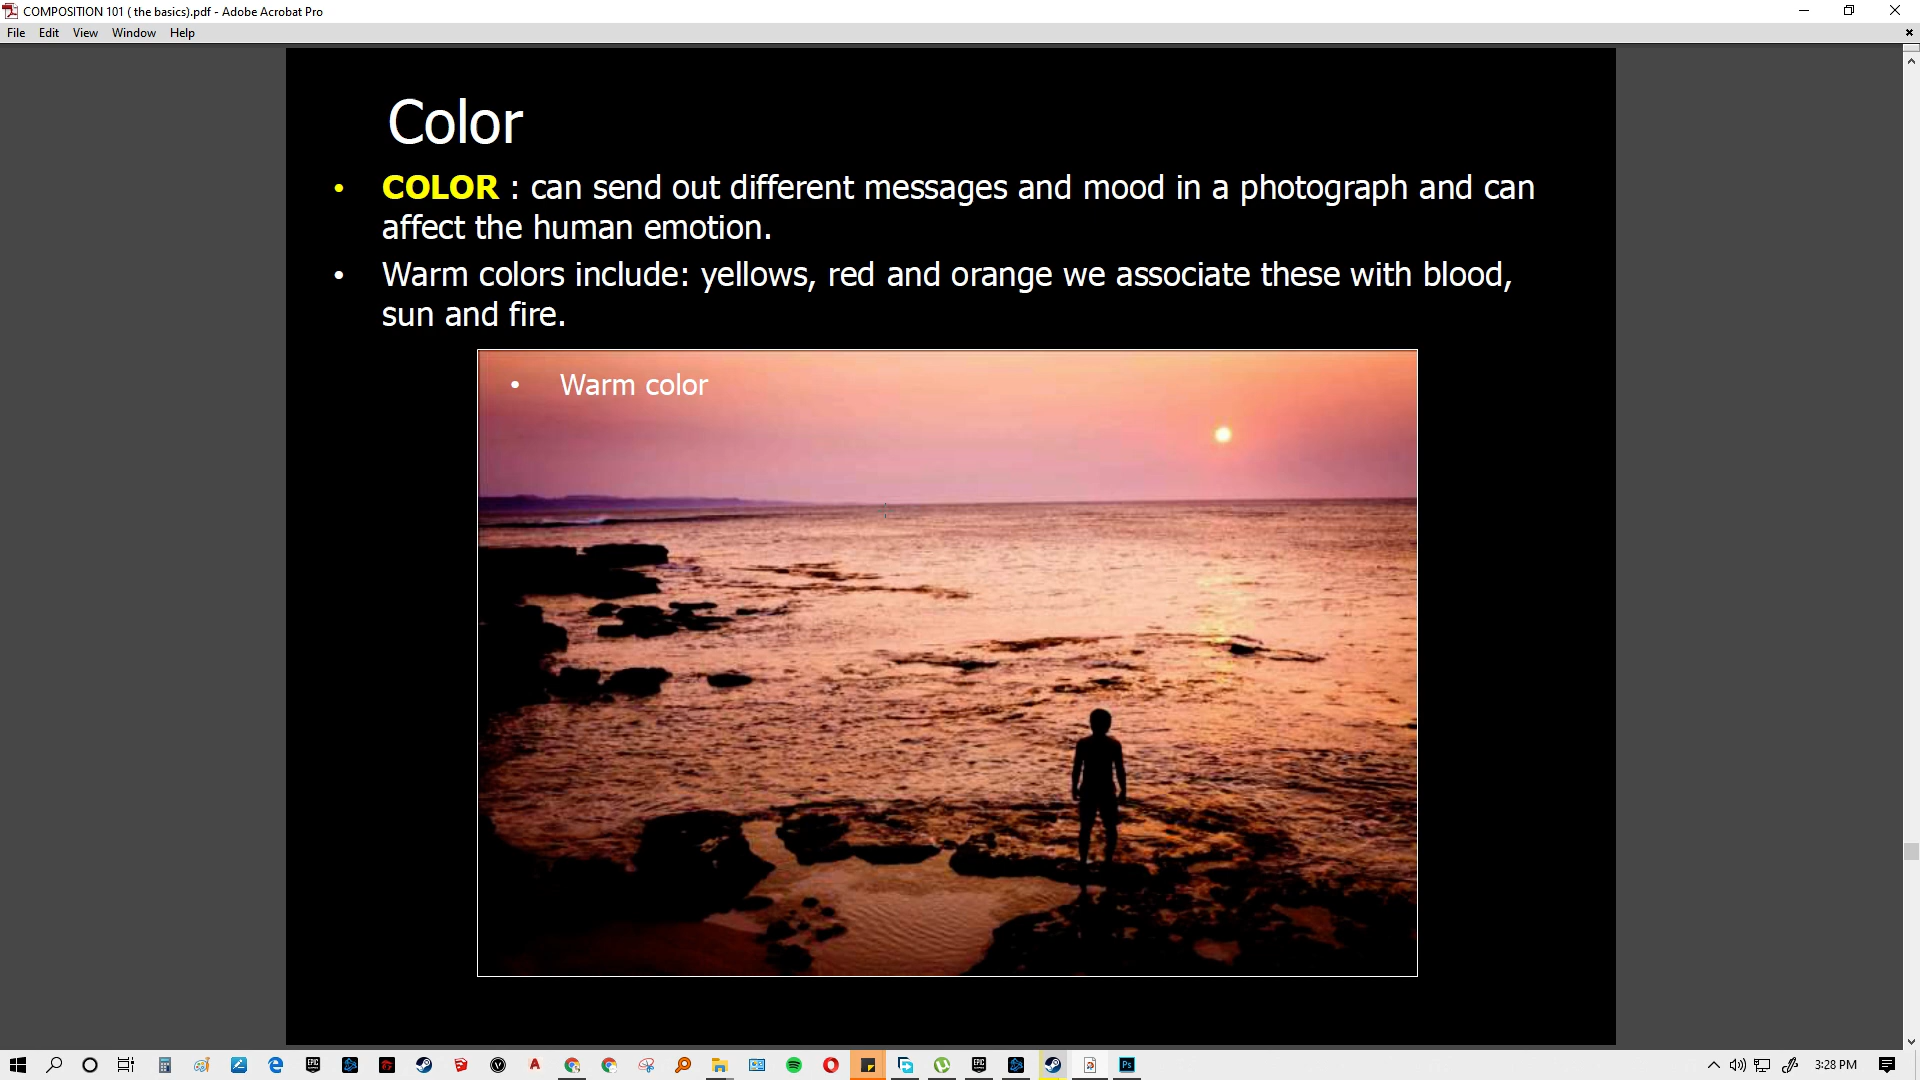 COMPOSITION 101 ( the basics).pdf - Adobe Acrobat Pro
File Edit View Window Help
Color
• COLOR : can send out different messages and mood in a photograph and can
affect the human emotion.
• Warm colors include: yellows, red and orange we associate these with blood,
sun and fire.
• Warm color
3:28 PM